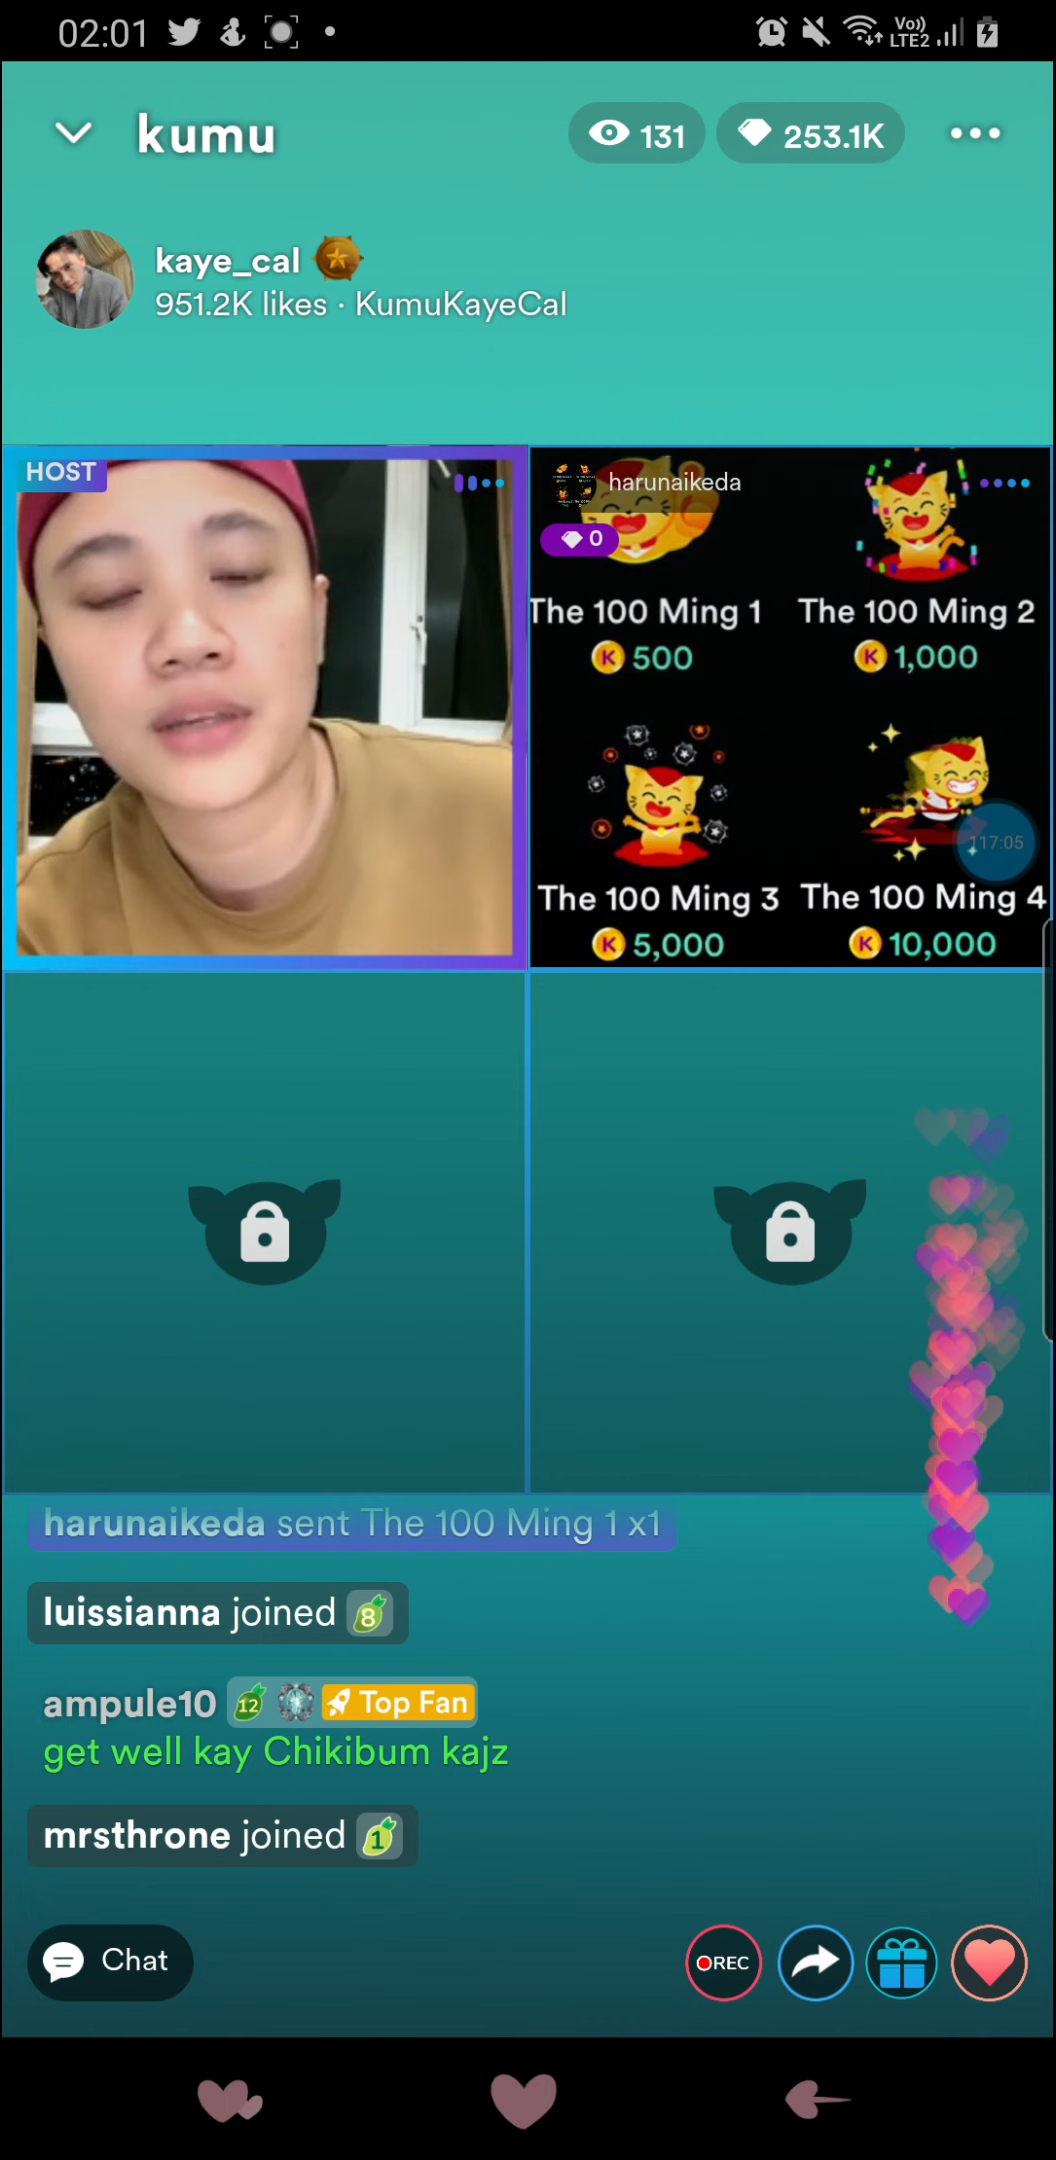 02:01
Vo)) LTE2
kumu
131
253.1K
kaye_cal
951.2K likes · KumuKayeCal
HOST
harunaikeda
0
The 100 Ming 1
The 100 Ming 2
K 500
K 1,000
117:05
The 100 Ming 3
The 100 Ming 4
K 5,000
K 10,000
harunaikeda sent The 100 Ming 1 x1
luissianna joined 8
ampule10 12 Top Fan
get well kay Chikibum kajz
mrsthrone joined 1
Chat
REC